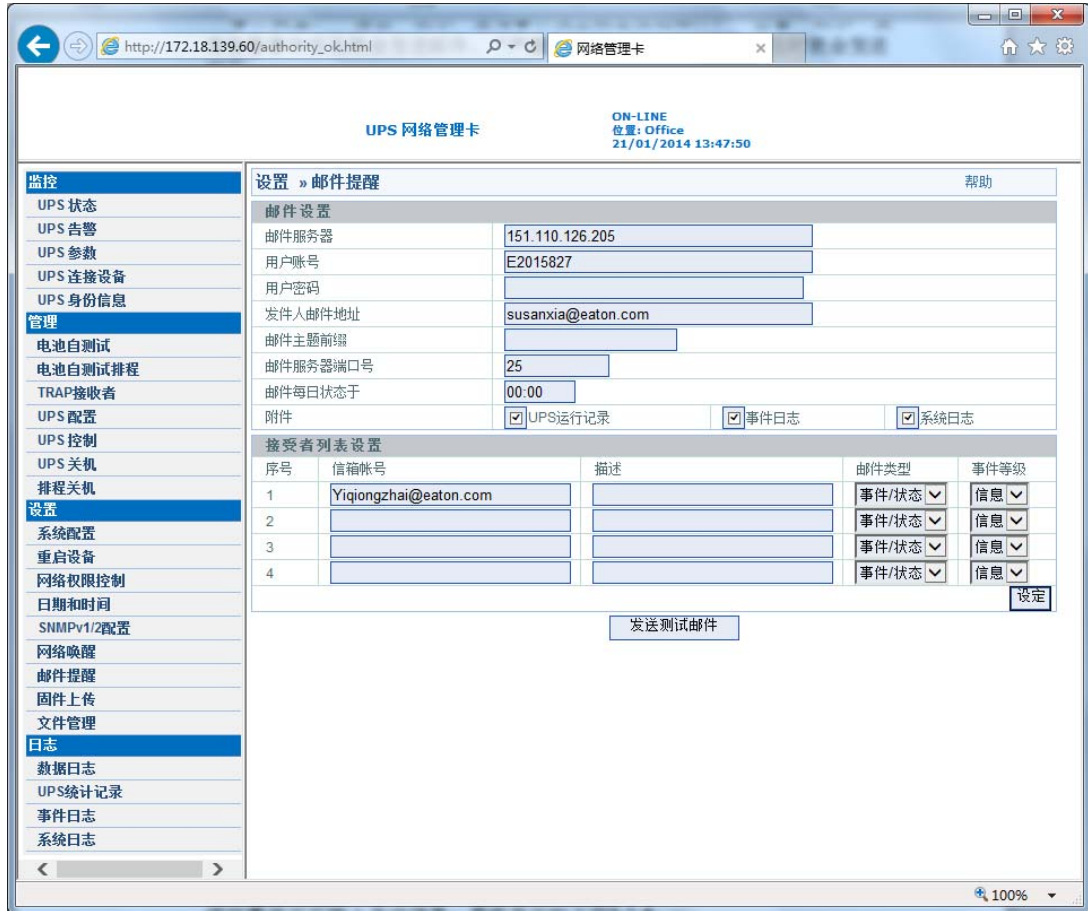 http://172.18.139.60/authority_ok.html
网络管理卡
UPS 网络管理卡
ON-LINE
位置: Office
21/01/2014 13:47:50
监控
UPS 状态
UPS 告警
UPS 参数
UPS 连接设备
UPS 身份信息
管理
电池自测试
电池自测试排程
TRAP接收者
UPS 配置
UPS 控制
UPS 关机
排程关机
设置
系统配置
重启设备
网络权限控制
日期和时间
SNMPv1/2配置
网络唤醒
邮件提醒
固件上传
文件管理
日志
数据日志
UPS统计记录
事件日志
系统日志
设置 » 邮件提醒 帮助
邮件设置
邮件服务器 151.110.126.205
用户账号 E2015827
用户密码
发件人邮件地址 susanxia@eaton.com
邮件主题前缀
邮件服务器端口号 25
邮件每日状态于 00:00
附件 UPS运行记录 事件日志 系统日志
接受者列表设置
序号 信箱帐号 描述 邮件类型 事件等级
1 Yiqiongzhai@eaton.com 事件/状态 信息
2 事件/状态 信息
3 事件/状态 信息
4 事件/状态 信息
设定
发送测试邮件
100%